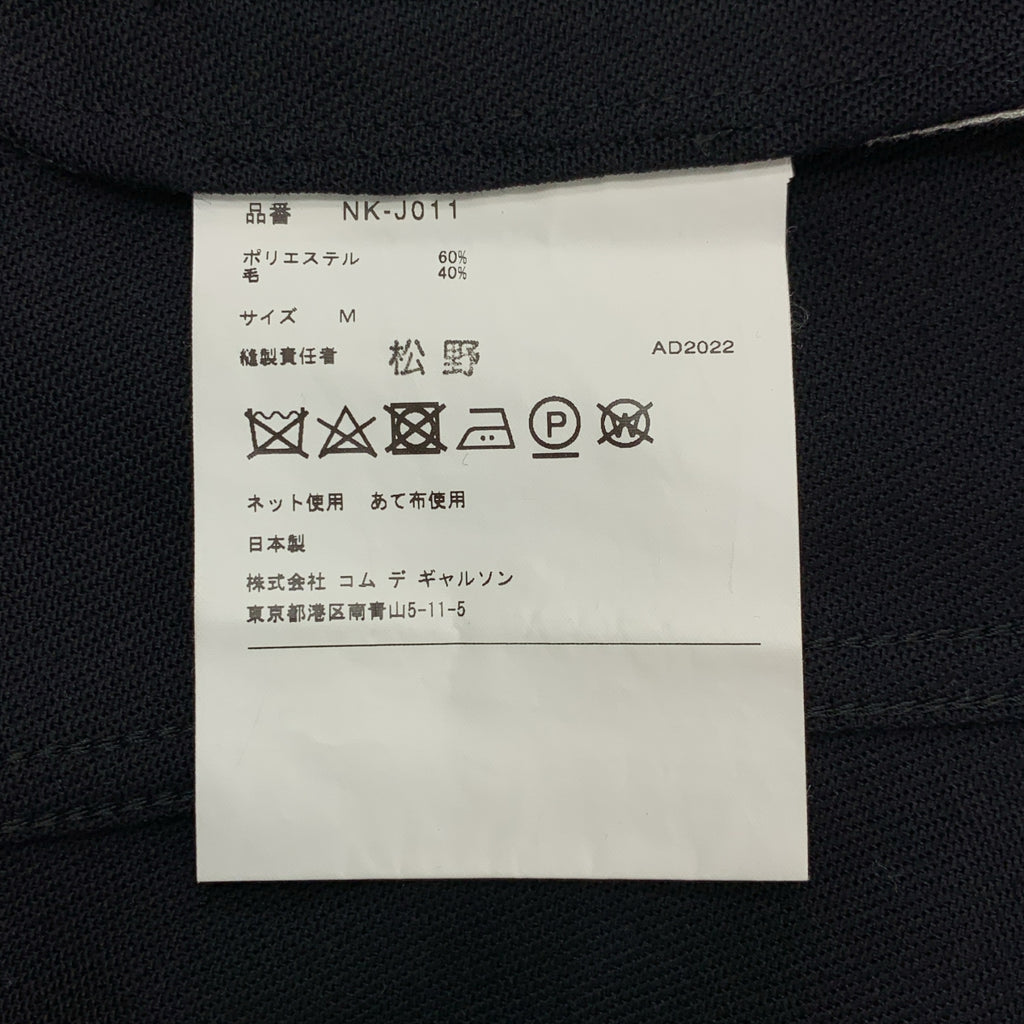 品番 NK-J011
ポリエステル 60%
毛 40%
サイズ M
縫製責任者 松野 AD2022
P W
ネット使用 あて布使用
日本製
株式会社 コム デ ギャルソン
東京都港区南青山5-11-5